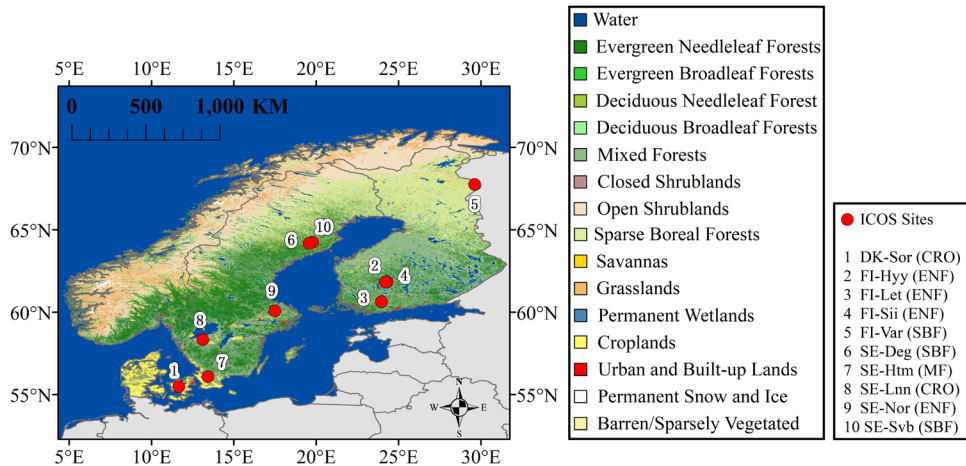 5°E 10°E 15°E 20°E 25°E 30°E
0 500 1,000 KM
70°N 70°N
65°N 65°N
60°N 60°N
55°N 55°N
5
10
6
2
4
3
9
8
7
1
N
W E
S
5°E 10°E 15°E 20°E 25°E 30°E
Water
Evergreen Needleleaf Forests
Evergreen Broadleaf Forests
Deciduous Needleleaf Forest
Deciduous Broadleaf Forests
Mixed Forests
Closed Shrublands
Open Shrublands
Sparse Boreal Forests
Savannas
Grasslands
Permanent Wetlands
Croplands
Urban and Built-up Lands
Permanent Snow and Ice
Barren/Sparsely Vegetated
ICOS Sites
1 DK-Sor (CRO)
2 FI-Hyy (ENF)
3 FI-Let (ENF)
4 FI-Sii (ENF)
5 FI-Var (SBF)
6 SE-Deg (SBF)
7 SE-Htm (MF)
8 SE-Lnn (CRO)
9 SE-Nor (ENF)
10 SE-Svb (SBF)